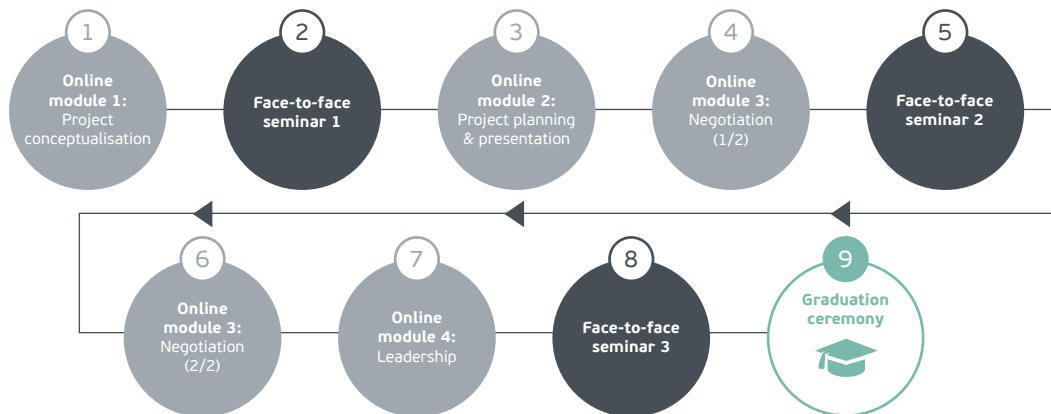 1
Online
module 1:
Project
conceptualisation
2
Face-to-face
seminar 1
3
Online
module 2:
Project planning
& presentation
4
Online
module 3:
Negotiation
(1/2)
5
Face-to-face
seminar 2
6
Online
module 3:
Negotiation
(2/2)
7
Online
module 4:
Leadership
8
Face-to-face
seminar 3
9
Graduation
ceremony